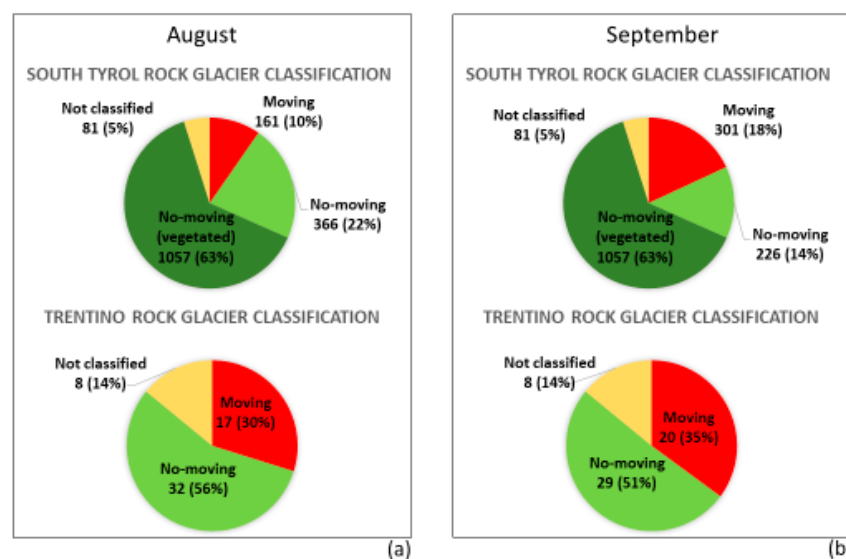 August
SOUTH TYROL ROCK GLACIER CLASSIFICATION
Not classified
81 (5%)
Moving
161 (10%)
No-moving
366 (22%)
No-moving
(vegetated)
1057 (63%)
TRENTINO ROCK GLACIER CLASSIFICATION
Not classified
8 (14%)
Moving
17 (30%)
No-moving
32 (56%)
(a)
September
SOUTH TYROL ROCK GLACIER CLASSIFICATION
Not classified
81 (5%)
Moving
301 (18%)
No-moving
226 (14%)
No-moving
(vegetated)
1057 (63%)
TRENTINO ROCK GLACIER CLASSIFICATION
Not classified
8 (14%)
Moving
20 (35%)
No-moving
29 (51%)
(b